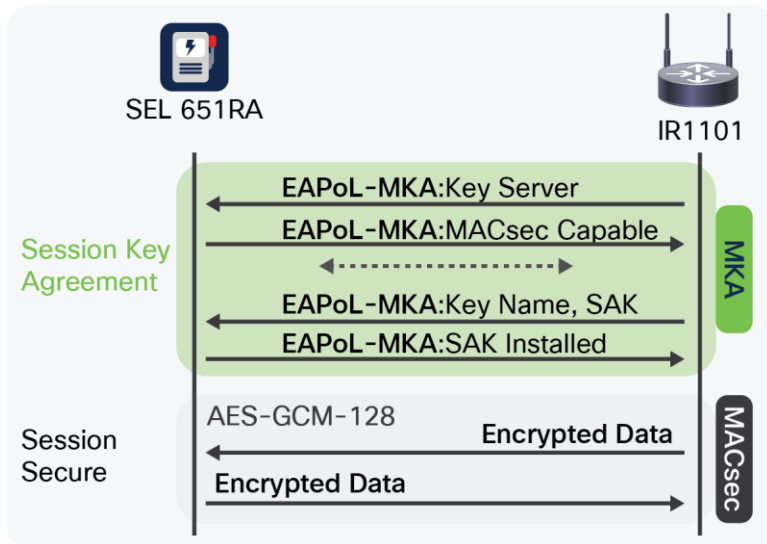 SEL 651RA
IR1101
EAPoL-MKA:Key Server
EAPoL-MKA:MACsec Capable
Session Key
Agreement
EAPoL-MKA:Key Name, SAK
EAPoL-MKA:SAK Installed
MKA
AES-GCM-128
Encrypted Data
Session
Secure
Encrypted Data
MACsec